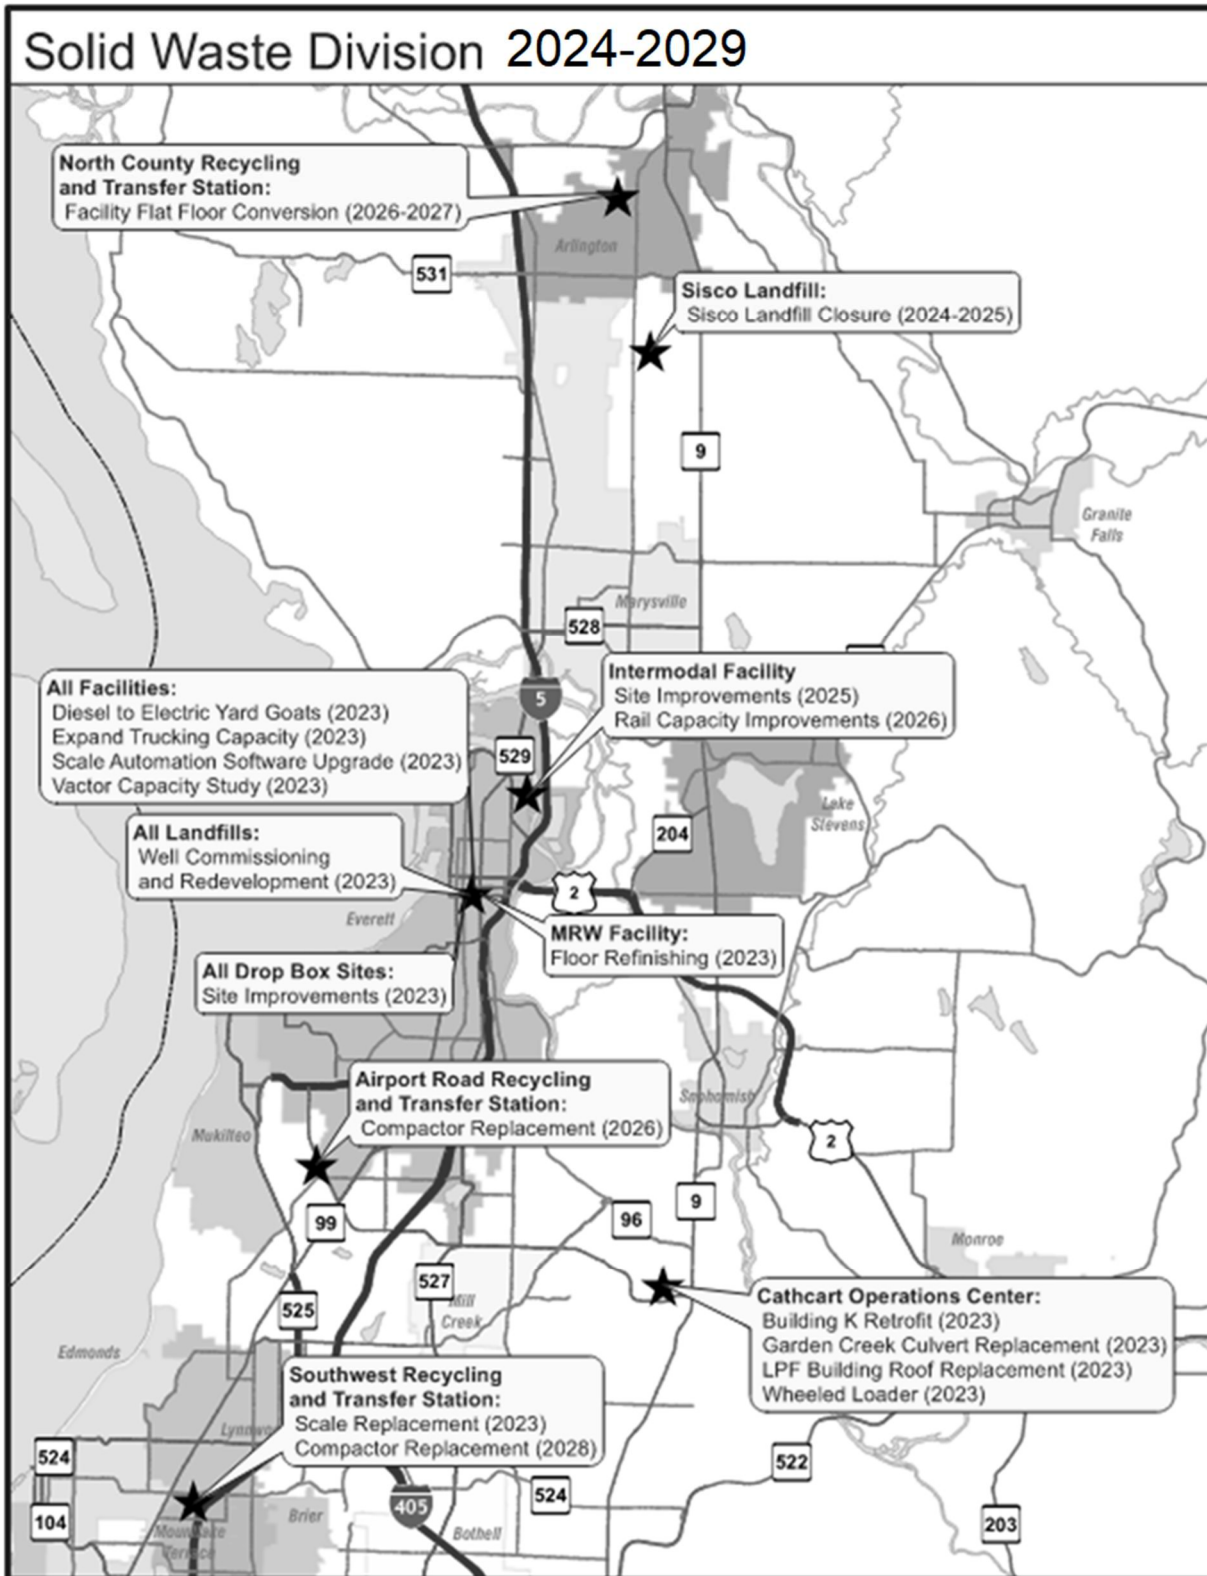 Solid Waste Division 2024-2029
North County Recycling
and Transfer Station:
Facility Flat Floor Conversion (2026-2027)
Arlington
531
Sisco Landfill:
Sisco Landfill Closure (2024-2025)
9
Granite
Falls
Marysville
528
Intermodal Facility
Site Improvements (2025)
Rail Capacity Improvements (2026)
All Facilities:
Diesel to Electric Yard Goats (2023)
Expand Trucking Capacity (2023)
Scale Automation Software Upgrade (2023)
Vactor Capacity Study (2023)
5
529
Lake
Stevens
204
All Landfills:
Well Commissioning
and Redevelopment (2023)
2
Everett
MRW Facility:
Floor Refinishing (2023)
All Drop Box Sites:
Site Improvements (2023)
Airport Road Recycling
and Transfer Station:
Compactor Replacement (2026)
Snohomish
Mukilteo
2
9
96
99
Monroe
527
Mill
Creek
525
Cathcart Operations Center:
Building K Retrofit (2023)
Garden Creek Culvert Replacement (2023)
LPF Building Roof Replacement (2023)
Wheeled Loader (2023)
Edmonds
Southwest Recycling
and Transfer Station:
Scale Replacement (2023)
Compactor Replacement (2028)
Lynnwo
524
522
524
405
104
Brier
Bothell
203
Mountlake
Terrace